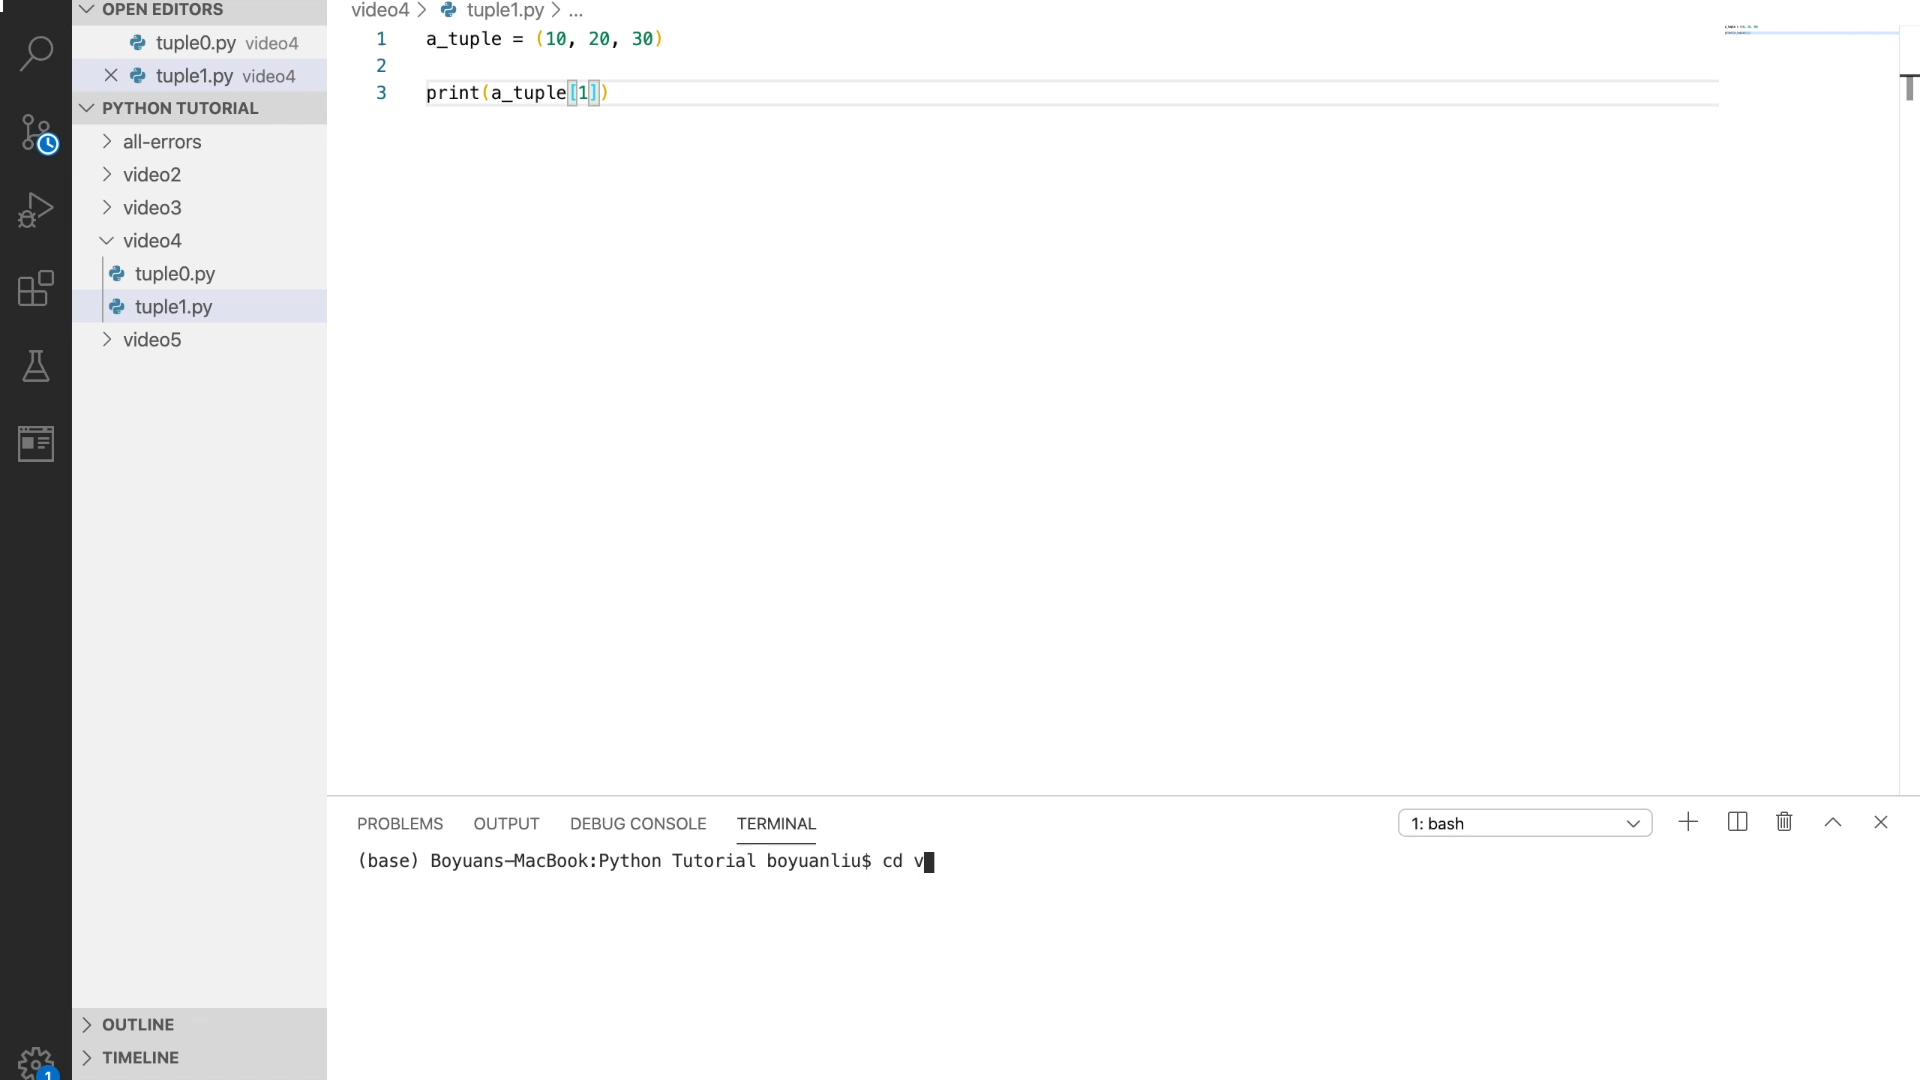 OPEN EDITORS
tuple0.py video4
tuple1.py video4
PYTHON TUTORIAL
all-errors
video2
video3
video4
tuple0.py
tuple1.py
video5
OUTLINE
TIMELINE
1
video4 > tuple1.py > ...
1 a_tuple = (10, 20, 30)
2
3 print(a_tuple[1])
PROBLEMS OUTPUT DEBUG CONSOLE TERMINAL 1: bash
(base) Boyuans-MacBook:Python Tutorial boyuanliu$ cd v